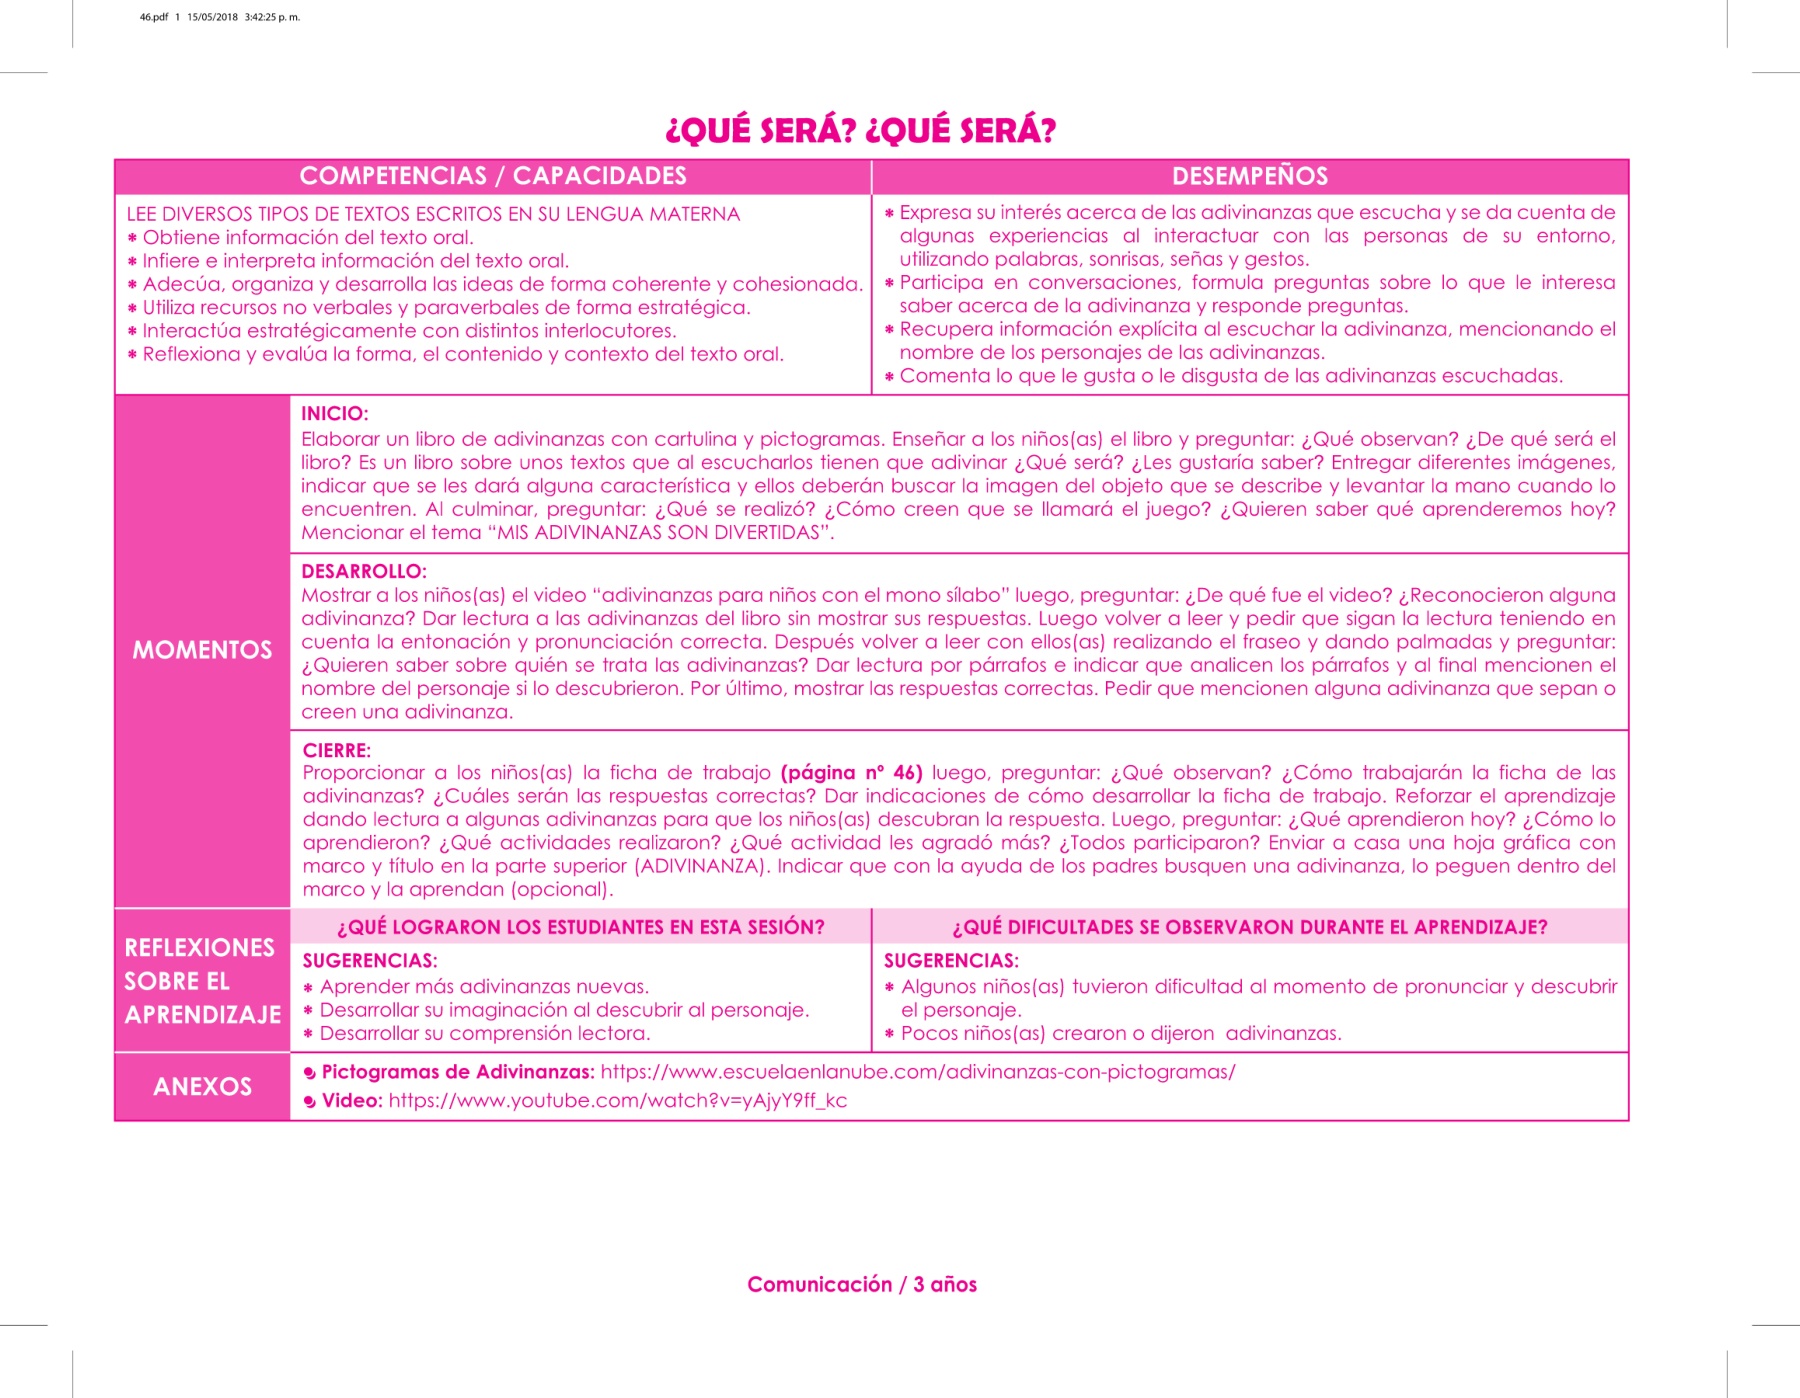 46.pdf 1 15/05/2018 3:42:25 p. m.
¿QUÉ SERÁ? ¿QUÉ SERÁ?
COMPETENCIAS / CAPACIDADES
LEE DIVERSOS TIPOS DE TEXTOS ESCRITOS EN SU LENGUA MATERNA
* Obtiene información del texto oral.
* Infiere e interpreta información del texto oral.
* Adecúa, organiza y desarrolla las ideas de forma coherente y cohesionada.
* Utiliza recursos no verbales y paraverbales de forma estratégica.
* Interactúa estratégicamente con distintos interlocutores.
* Reflexiona y evalúa la forma, el contenido y contexto del texto oral.
DESEMPEÑOS
* Expresa su interés acerca de las adivinanzas que escucha y se da cuenta de
algunas experiencias al interactuar con las personas de su entorno,
utilizando palabras, sonrisas, señas y gestos.
* Participa en conversaciones, formula preguntas sobre lo que le interesa
saber acerca de la adivinanza y responde preguntas.
* Recupera información explícita al escuchar la adivinanza, mencionando el
nombre de los personajes de las adivinanzas.
* Comenta lo que le gusta o le disgusta de las adivinanzas escuchadas.
MOMENTOS
INICIO:
Elaborar un libro de adivinanzas con cartulina y pictogramas. Enseñar a los niños(as) el libro y preguntar: ¿Qué observan? ¿De qué será el
libro? Es un libro sobre unos textos que al escucharlos tienen que adivinar ¿Qué será? ¿Les gustaría saber? Entregar diferentes imágenes,
indicar que se les dará alguna característica y ellos deberán buscar la imagen del objeto que se describe y levantar la mano cuando lo
encuentren. Al culminar, preguntar: ¿Qué se realizó? ¿Cómo creen que se llamará el juego? ¿Quieren saber qué aprenderemos hoy?
Mencionar el tema “MIS ADIVINANZAS SON DIVERTIDAS”.
DESARROLLO:
Mostrar a los niños(as) el video “adivinanzas para niños con el mono sílabo” luego, preguntar: ¿De qué fue el video? ¿Reconocieron alguna
adivinanza? Dar lectura a las adivinanzas del libro sin mostrar sus respuestas. Luego volver a leer y pedir que sigan la lectura teniendo en
cuenta la entonación y pronunciación correcta. Después volver a leer con ellos(as) realizando el fraseo y dando palmadas y preguntar:
¿Quieren saber sobre quién se trata las adivinanzas? Dar lectura por párrafos e indicar que analicen los párrafos y al final mencionen el
nombre del personaje si lo descubrieron. Por último, mostrar las respuestas correctas. Pedir que mencionen alguna adivinanza que sepan o
creen una adivinanza.
CIERRE:
Proporcionar a los niños(as) la ficha de trabajo (página nº 46) luego, preguntar: ¿Qué observan? ¿Cómo trabajarán la ficha de las
adivinanzas? ¿Cuáles serán las respuestas correctas? Dar indicaciones de cómo desarrollar la ficha de trabajo. Reforzar el aprendizaje
dando lectura a algunas adivinanzas para que los niños(as) descubran la respuesta. Luego, preguntar: ¿Qué aprendieron hoy? ¿Cómo lo
aprendieron? ¿Qué actividades realizaron? ¿Qué actividad les agradó más? ¿Todos participaron? Enviar a casa una hoja gráfica con
marco y título en la parte superior (ADIVINANZA). Indicar que con la ayuda de los padres busquen una adivinanza, lo peguen dentro del
marco y la aprendan (opcional).
REFLEXIONES
SOBRE EL
APRENDIZAJE
¿QUÉ LOGRARON LOS ESTUDIANTES EN ESTA SESIÓN?
SUGERENCIAS:
* Aprender más adivinanzas nuevas.
* Desarrollar su imaginación al descubrir al personaje.
* Desarrollar su comprensión lectora.
¿QUÉ DIFICULTADES SE OBSERVARON DURANTE EL APRENDIZAJE?
SUGERENCIAS:
* Algunos niños(as) tuvieron dificultad al momento de pronunciar y descubrir
el personaje.
* Pocos niños(as) crearon o dijeron adivinanzas.
ANEXOS
Pictogramas de Adivinanzas: https://www.escuelaenlanube.com/adivinanzas-con-pictogramas/
Video: https://www.youtube.com/watch?v=yAjyY9ff_kc
Comunicación / 3 años